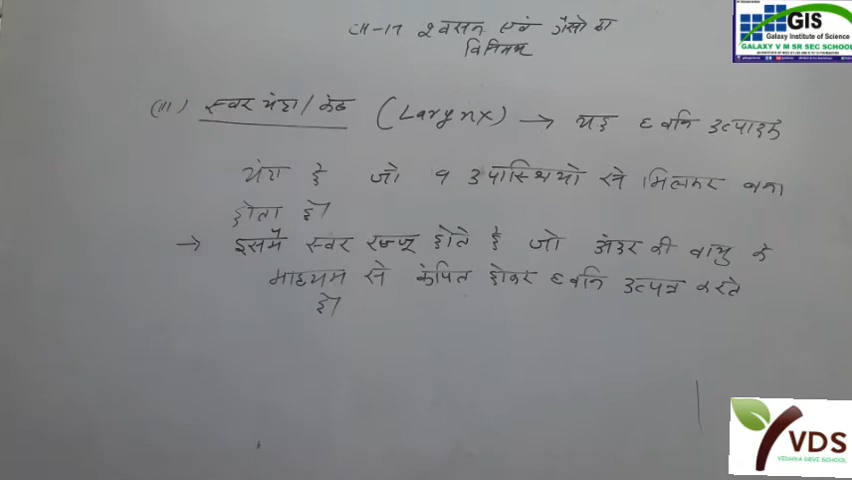 CH-17 श्वसन एवं गैसो का
विनिमय
(III) स्वर यंत्र / कंठ (Larynx) → यह ध्वनि उत्पादक
यंत्र है जो 9 उपास्थियो से मिलकर बना
होता है।
→ इसमें स्वर रज्जू होते है जो अंदर की वायु के
माध्यम से कंपित होकर ध्वनि उत्पन्न करते
है।
GIS
Galaxy Institute of Science
GALAXY V M SR SEC SCHOOL
VDS
VIDHYA DEVI SCHOOL